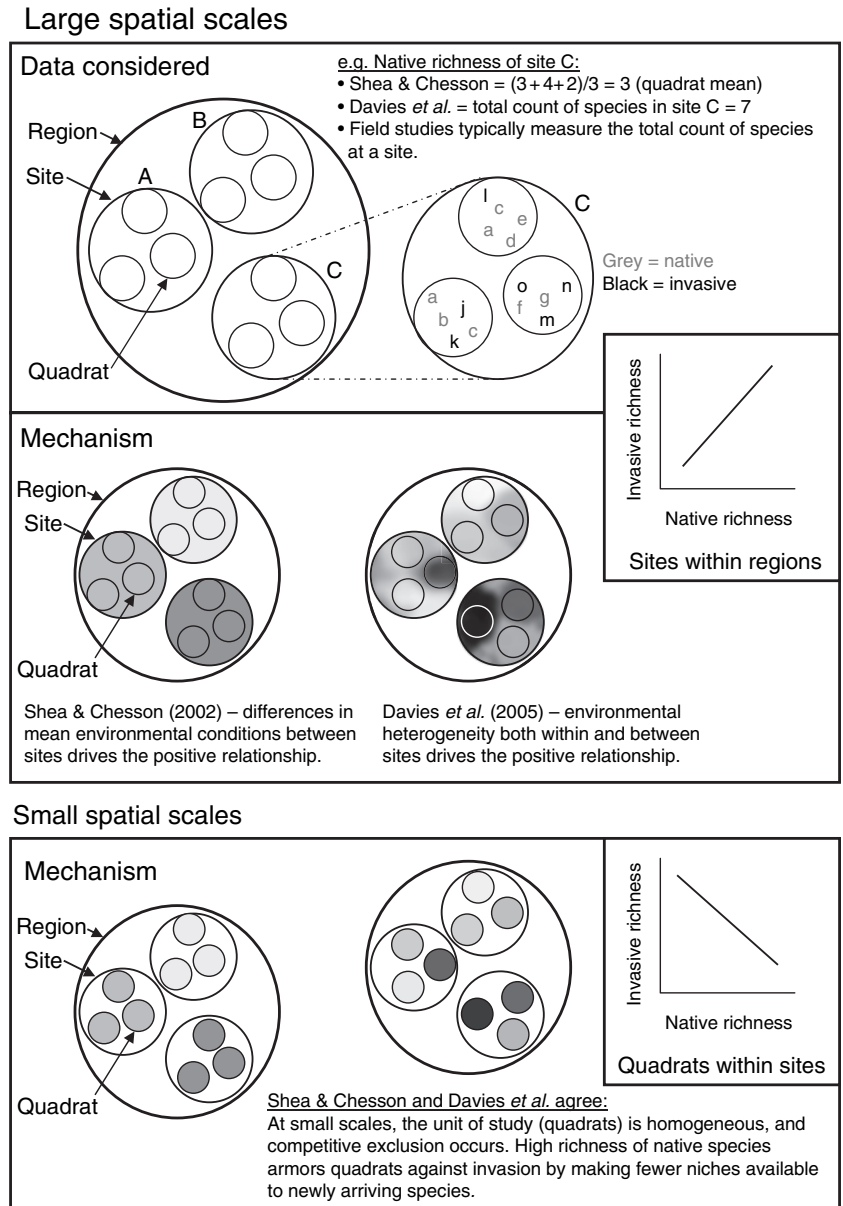 Large spatial scales
Data considered
e.g. Native richness of site C:
• Shea & Chesson = (3+4+2)/3 = 3 (quadrat mean)
• Davies et al. = total count of species in site C = 7
• Field studies typically measure the total count of species
at a site.
Region
Site
A
B
C
Quadrat
C
l
c
e
a
d
a
j
b
c
k
o
n
f
g
m
Grey = native
Black = invasive
Invasive richness
Native richness
Sites within regions
Mechanism
Region
Site
Quadrat
Shea & Chesson (2002) – differences in
mean environmental conditions between
sites drives the positive relationship.
Davies et al. (2005) – environmental
heterogeneity both within and between
sites drives the positive relationship.
Small spatial scales
Mechanism
Region
Site
Quadrat
Invasive richness
Native richness
Quadrats within sites
Shea & Chesson and Davies et al. agree:
At small scales, the unit of study (quadrats) is homogeneous, and
competitive exclusion occurs. High richness of native species
armors quadrats against invasion by making fewer niches available
to newly arriving species.